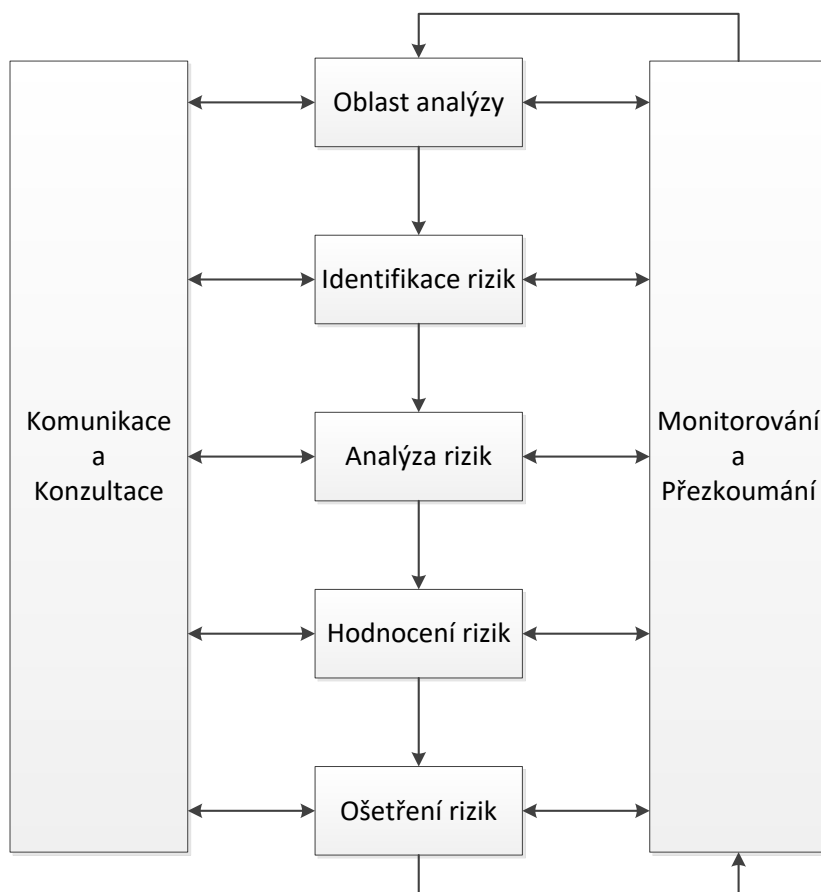 Oblast analýzy
Identifikace rizik
Komunikace
a
Konzultace
Analýza rizik
Monitorování
a
Přezkoumání
Hodnocení rizik
Ošetření rizik